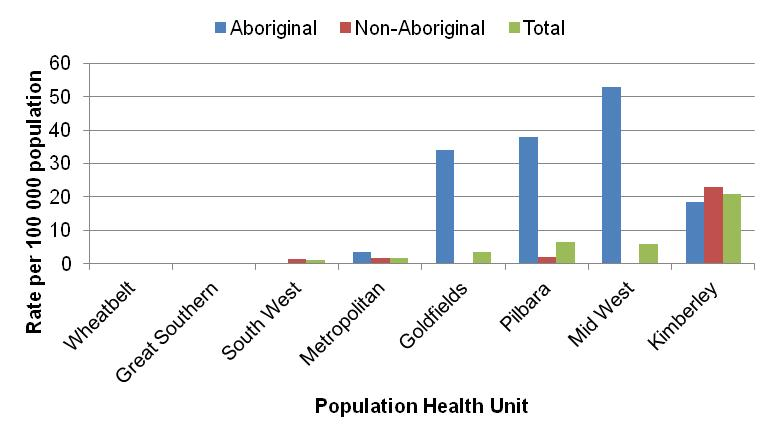 Aboriginal Non-Aboriginal Total
Rate per 100 000 population
60
50
40
30
20
10
0
Wheatbelt
Great Southern
South West
Metropolitan
Goldfields
Pilbara
Mid West
Kimberley
Population Health Unit